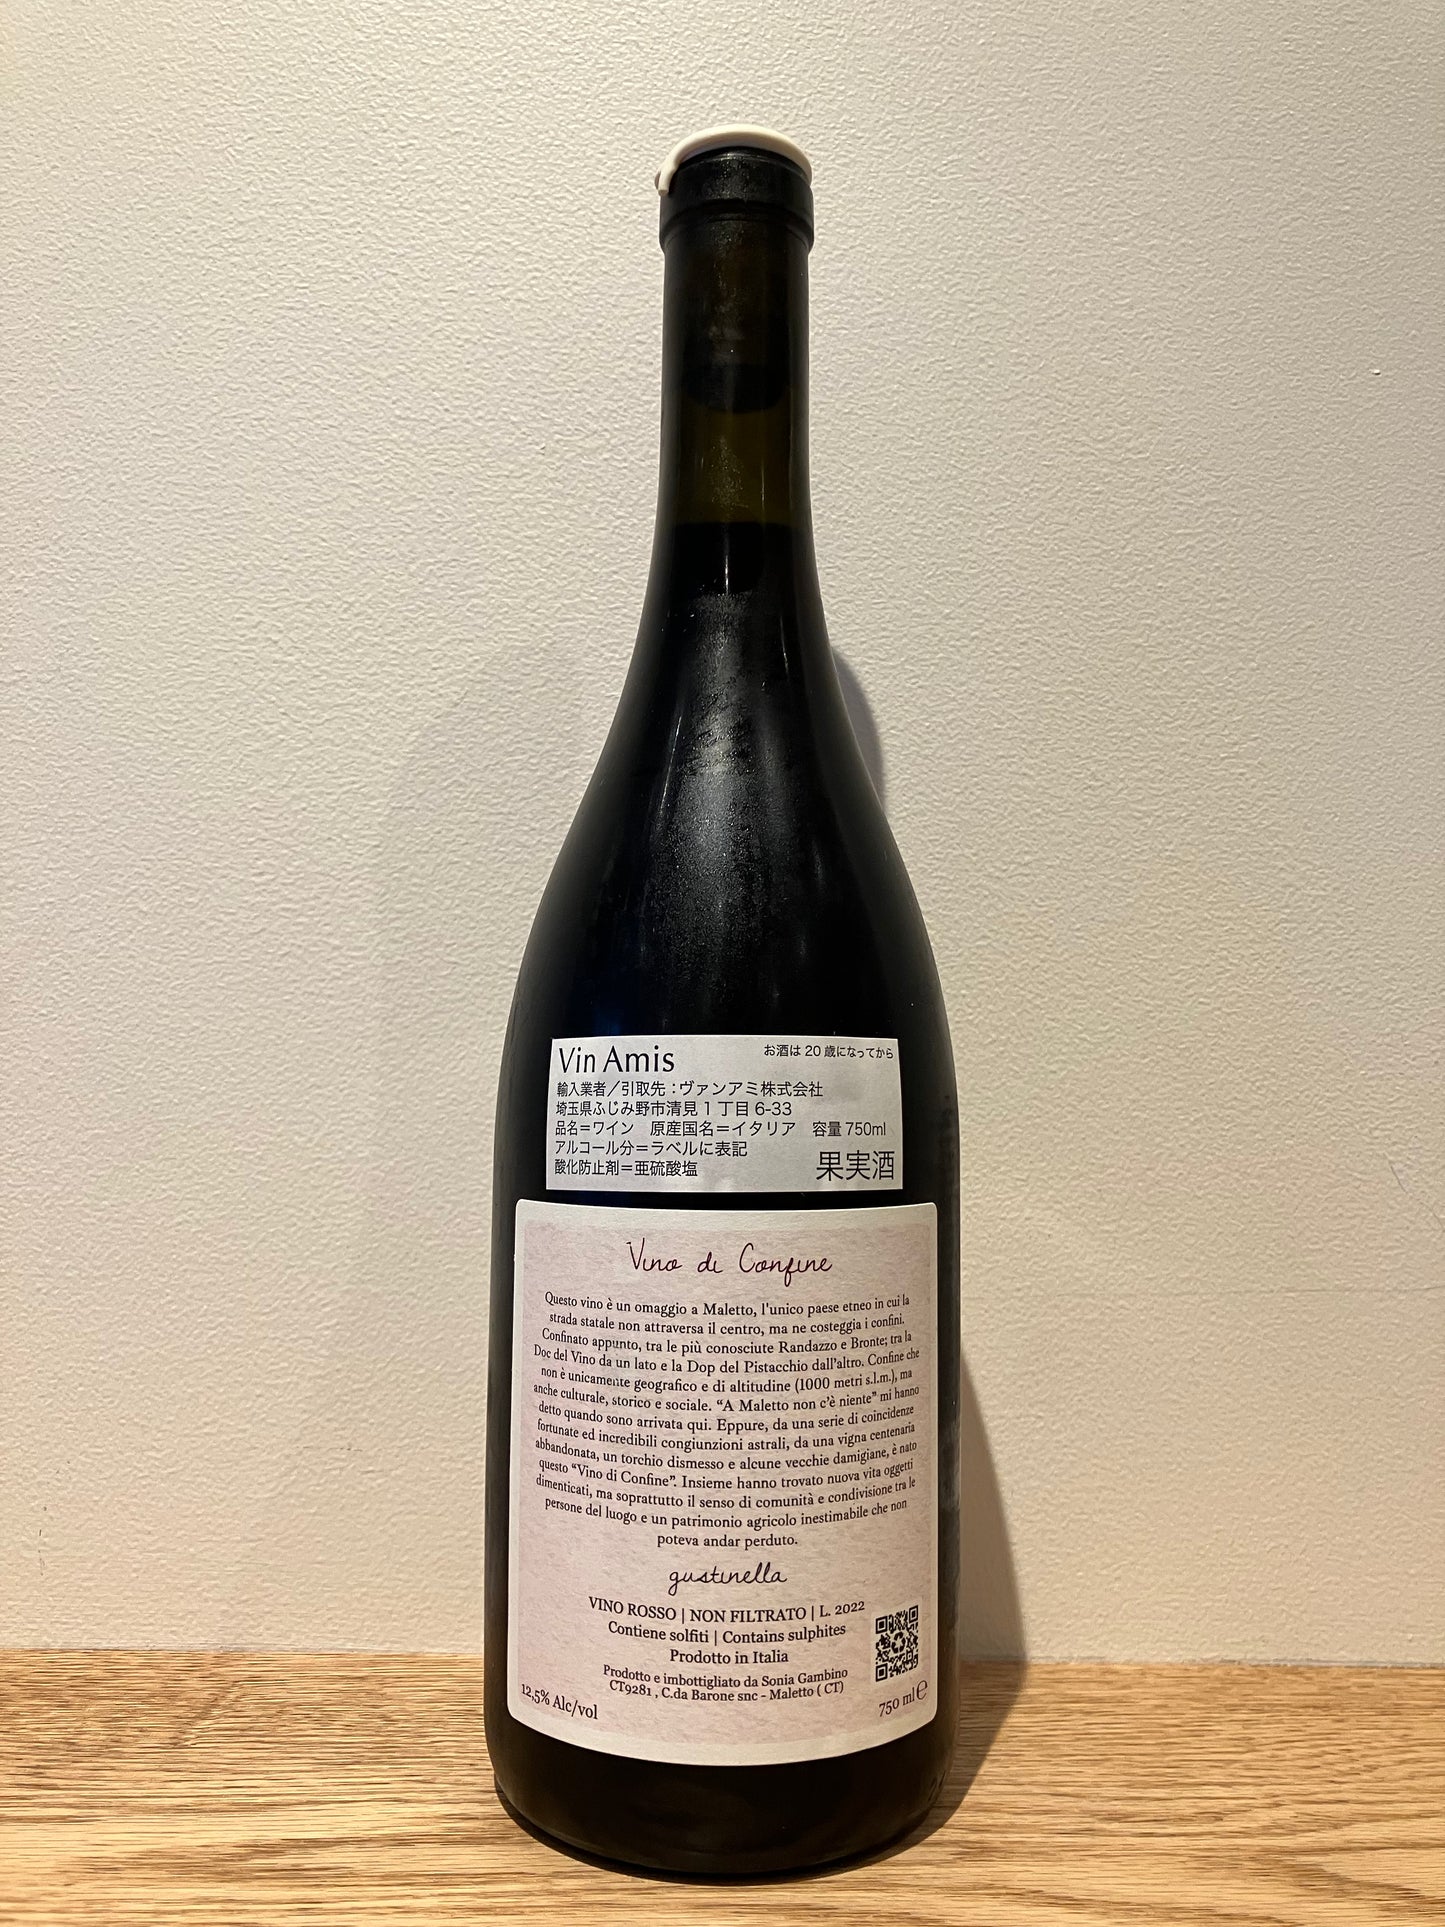 Vin Amis
お酒は20歳になってから
輸入業者／引取先：ヴァンアミ株式会社
埼玉県ふじみ野市清見1丁目6-33
品名＝ワイン　原産国名＝イタリア　容量750ml
アルコール分＝ラベルに表記
酸化防止剤＝亜硫酸塩
果実酒
Vino di Confine
Questo vino è un omaggio a Maletto, l'unico paese etneo in cui la
strada statale non attraversa il centro, ma ne costeggia i confini.
Confinato appunto, tra le più conosciute Randazzo e Bronte; tra la
Doc del Vino da un lato e la Dop del Pistacchio dall'altro. Confine che
non è unicamente geografico e di altitudine (1000 metri s.l.m.), ma
anche culturale, storico e sociale. “A Maletto non c'è niente” mi hanno
detto quando sono arrivata qui. Eppure, da una serie di coincidenze
fortunate ed incredibili congiunzioni astrali, da una vigna centenaria
abbandonata, un torchio dismesso e alcune vecchie damigiane, è nato
questo “Vino di Confine”. Insieme hanno trovato nuova vita oggetti
dimenticati, ma soprattutto il senso di comunità e condivisione tra le
persone del luogo e un patrimonio agricolo inestimabile che non
poteva andar perduto.
gustinella
VINO ROSSO | NON FILTRATO | L. 2022
Contiene solfiti | Contains sulphites
Prodotto in Italia
Prodotto e imbottigliato da Sonia Gambino
CT9281 , C.da Barone snc - Maletto ( CT)
12,5% Alc/vol
750 ml ℮